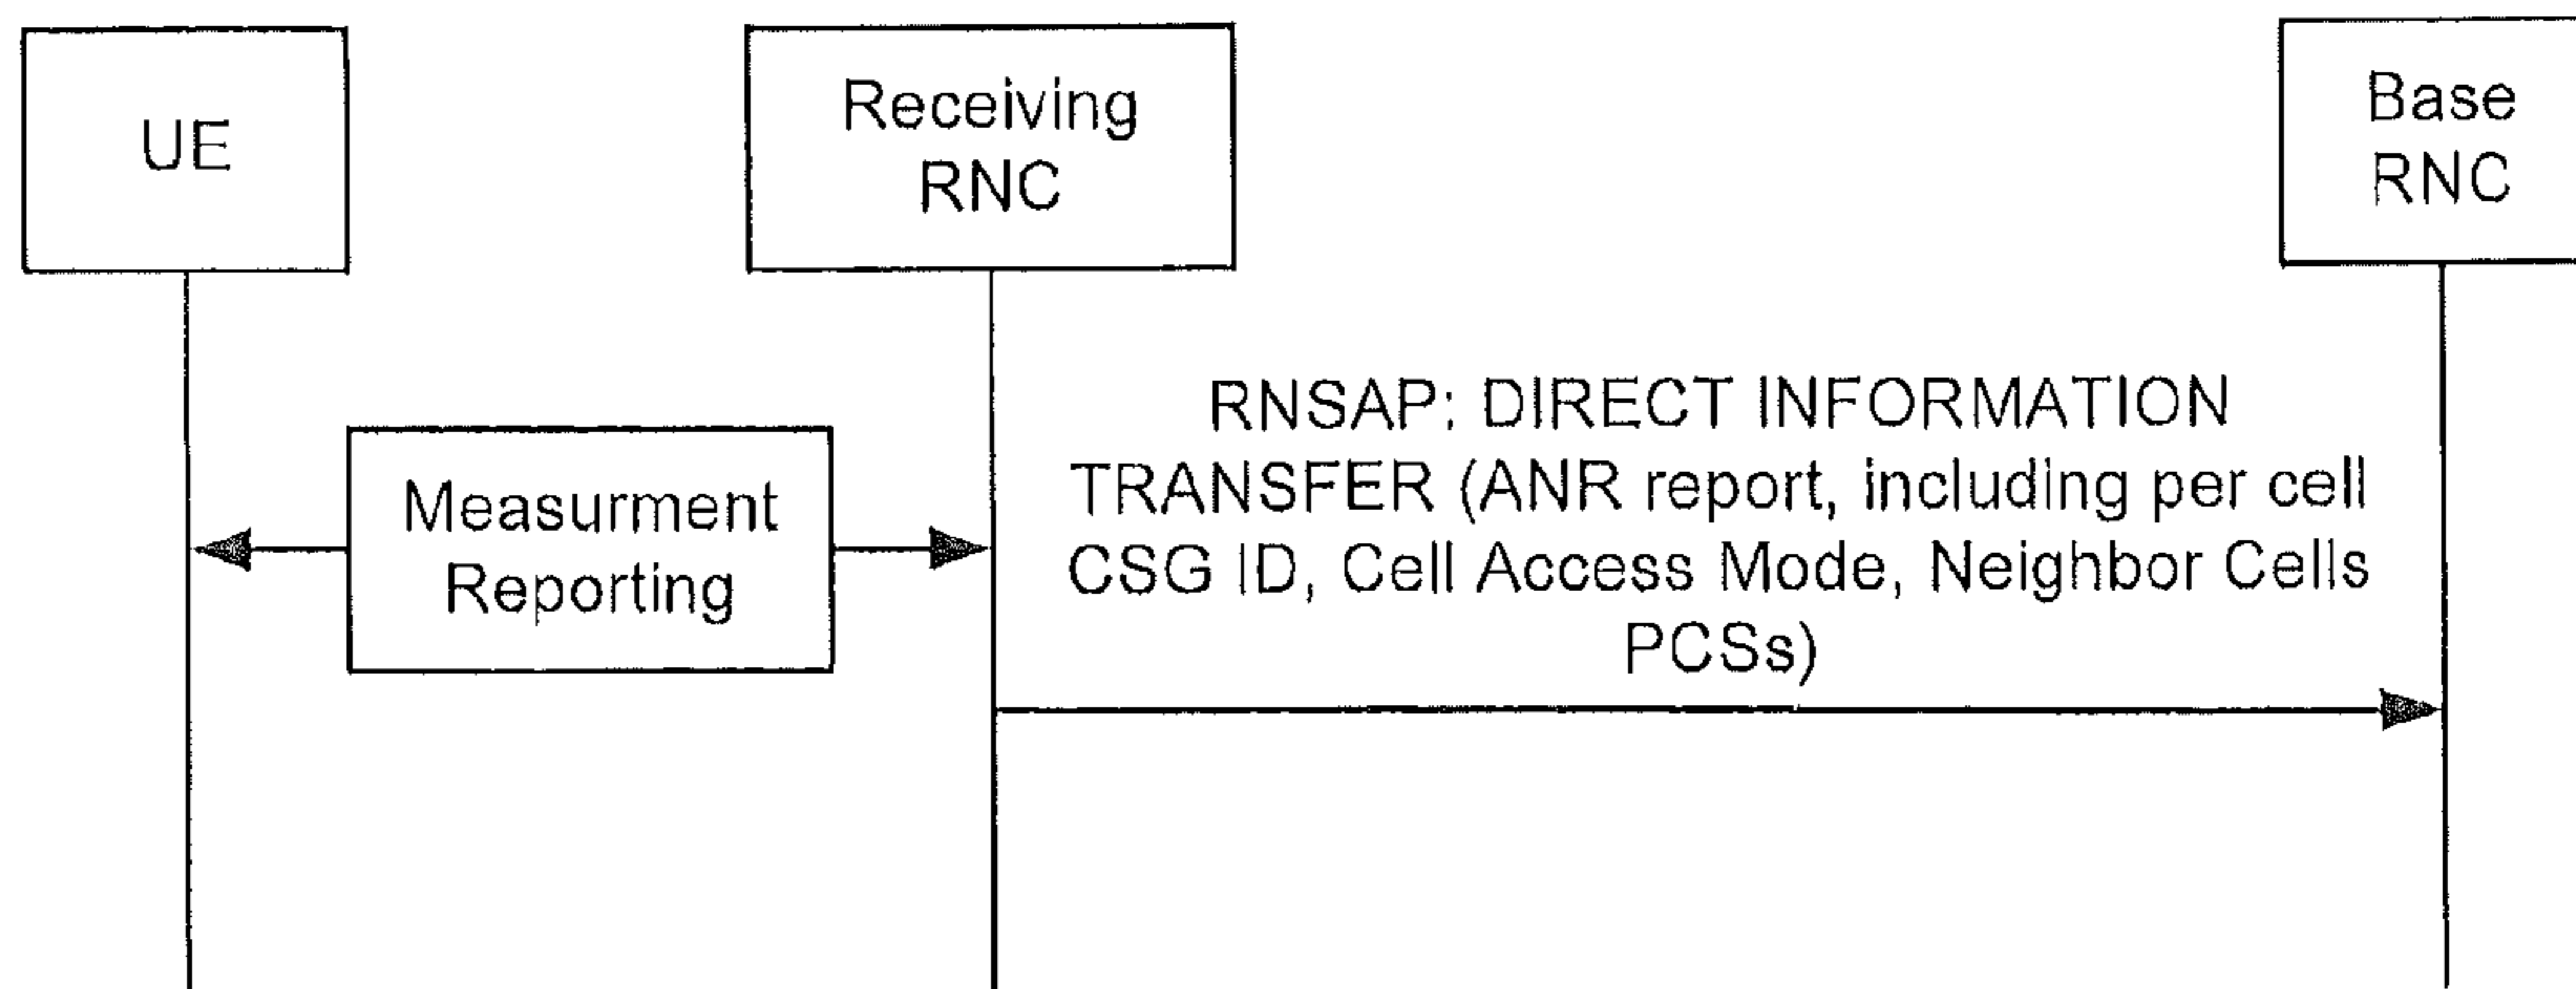 UE
Receiving
RNC
Base
RNC
Measurment
Reporting
RNSAP: DIRECT INFORMATION
TRANSFER (ANR report, including per cell
CSG ID, Cell Access Mode, Neighbor Cells
PCSs)